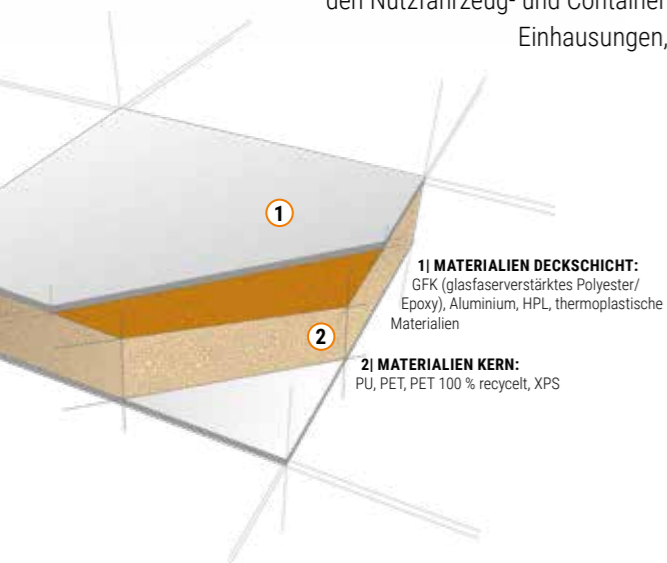 den Nutzfahrzeug- und Container
Einhausungen,
1
1| MATERIALIEN DECKSCHICHT:
GFK (glasfaserverstärktes Polyester/
Epoxy), Aluminium, HPL, thermoplastische
Materialien
2
2| MATERIALIEN KERN:
PU, PET, PET 100 % recycelt, XPS